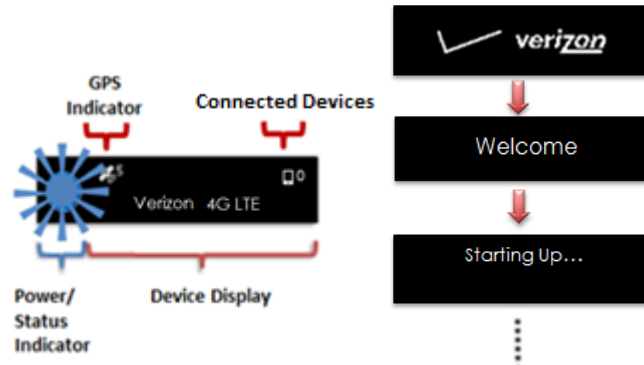 GPS
Indicator
Connected Devices
5
0
Verizon 4G LTE
Power/
Status
Indicator
Device Display
verizon
Welcome
Starting Up...